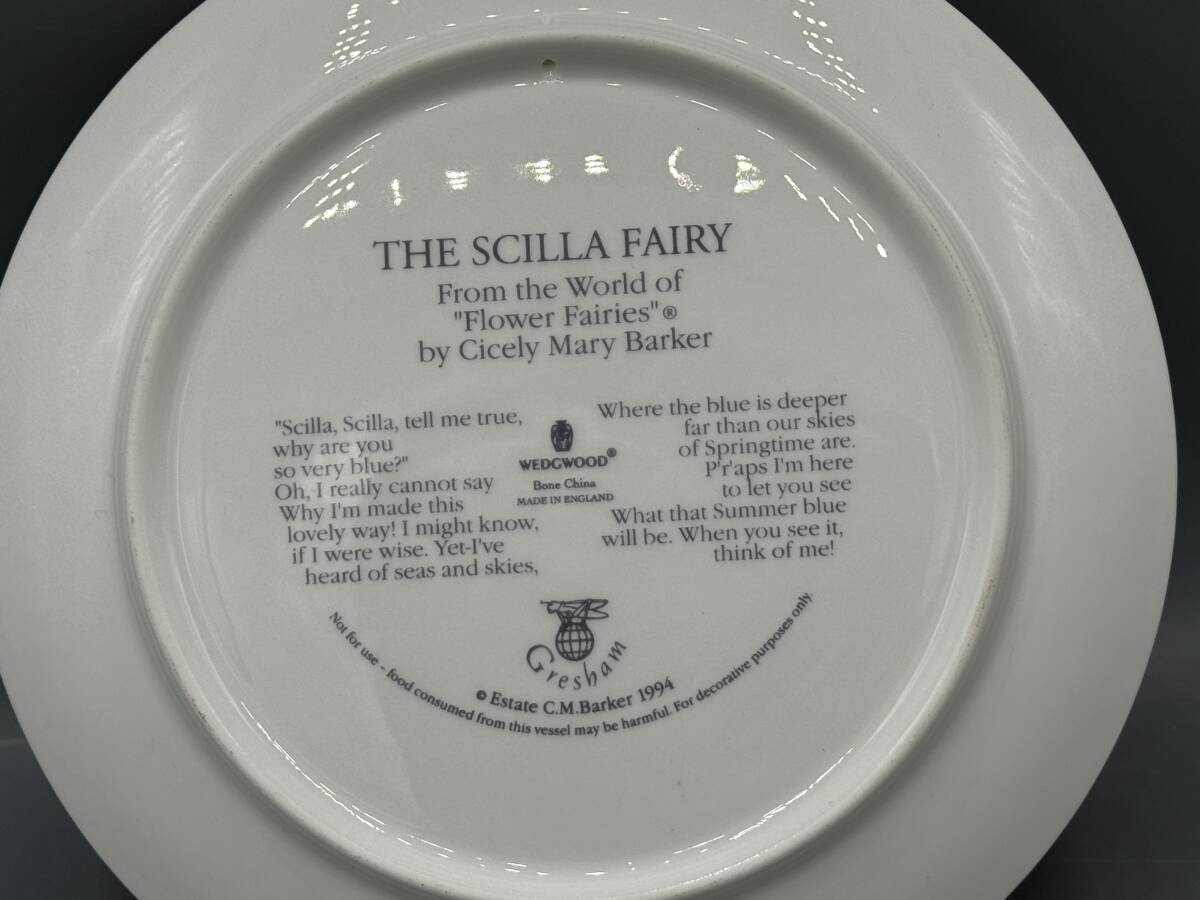 THE SCILLA FAIRY
From the World of
"Flower Fairies"®
by Cicely Mary Barker
"Scilla, Scilla, tell me true,
why are you
so very blue?"
Oh, I really cannot say
Why I'm made this
lovely way! I might know,
if I were wise. Yet-I've
heard of seas and skies,
WEDGWOOD®
Bone China
MADE IN ENGLAND
Where the blue is deeper
far than our skies
of Springtime are.
P'r'aps I'm here
to let you see
What that Summer blue
will be. When you see it,
think of me!
Gresham
© Estate C.M.Barker 1994
Not for use - food consumed from this vessel may be harmful. For decorative purposes only.